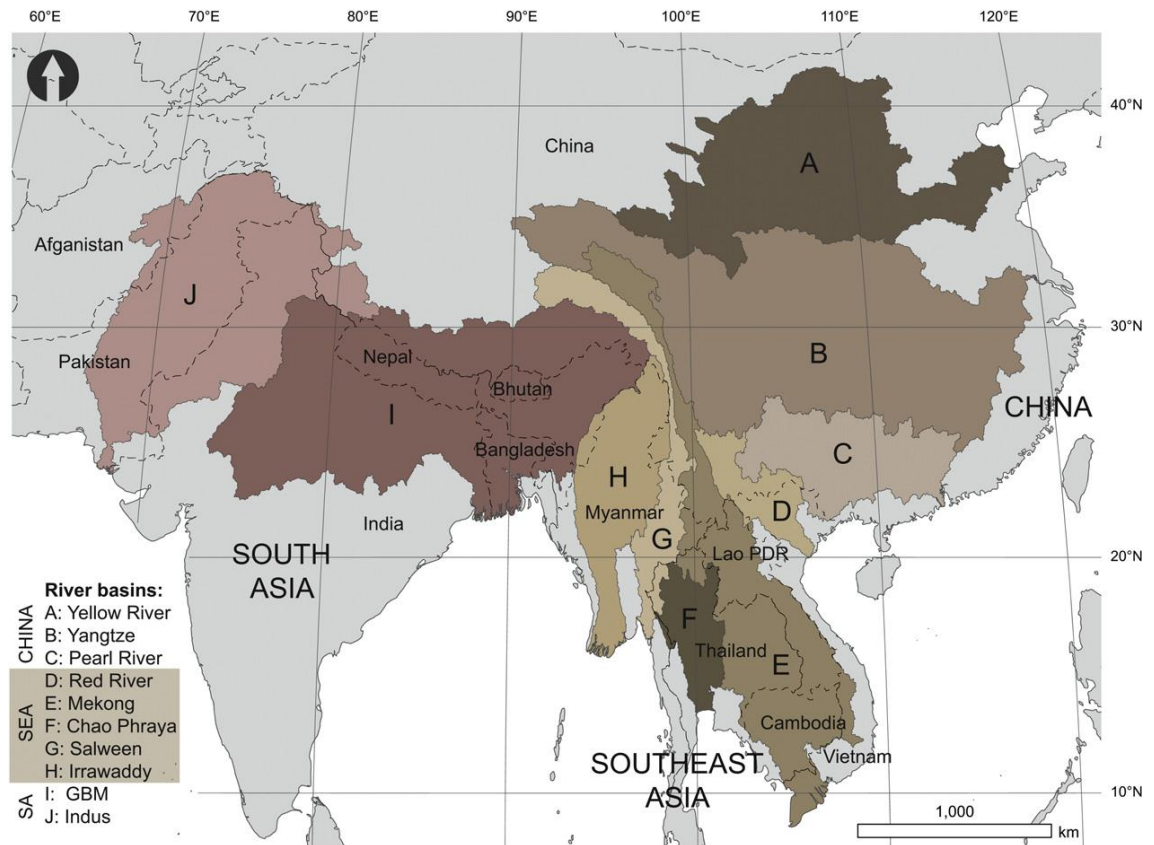 60°E 70°E 80°E 90°E 100°E 110°E 120°E
40°N
China
A
Afganistan
J
30°N
Pakistan
Nepal
B
Bhutan
I
CHINA
Bangladesh
C
H
Myanmar
D
India
G
Lao PDR
SOUTH
ASIA
20°N
F
Thailand
E
Cambodia
Vietnam
SOUTHEAST
ASIA
10°N
River basins:
CHINA
A: Yellow River
B: Yangtze
C: Pearl River
SEA
D: Red River
E: Mekong
F: Chao Phraya
G: Salween
H: Irrawaddy
SA
I: GBM
J: Indus
1,000
km